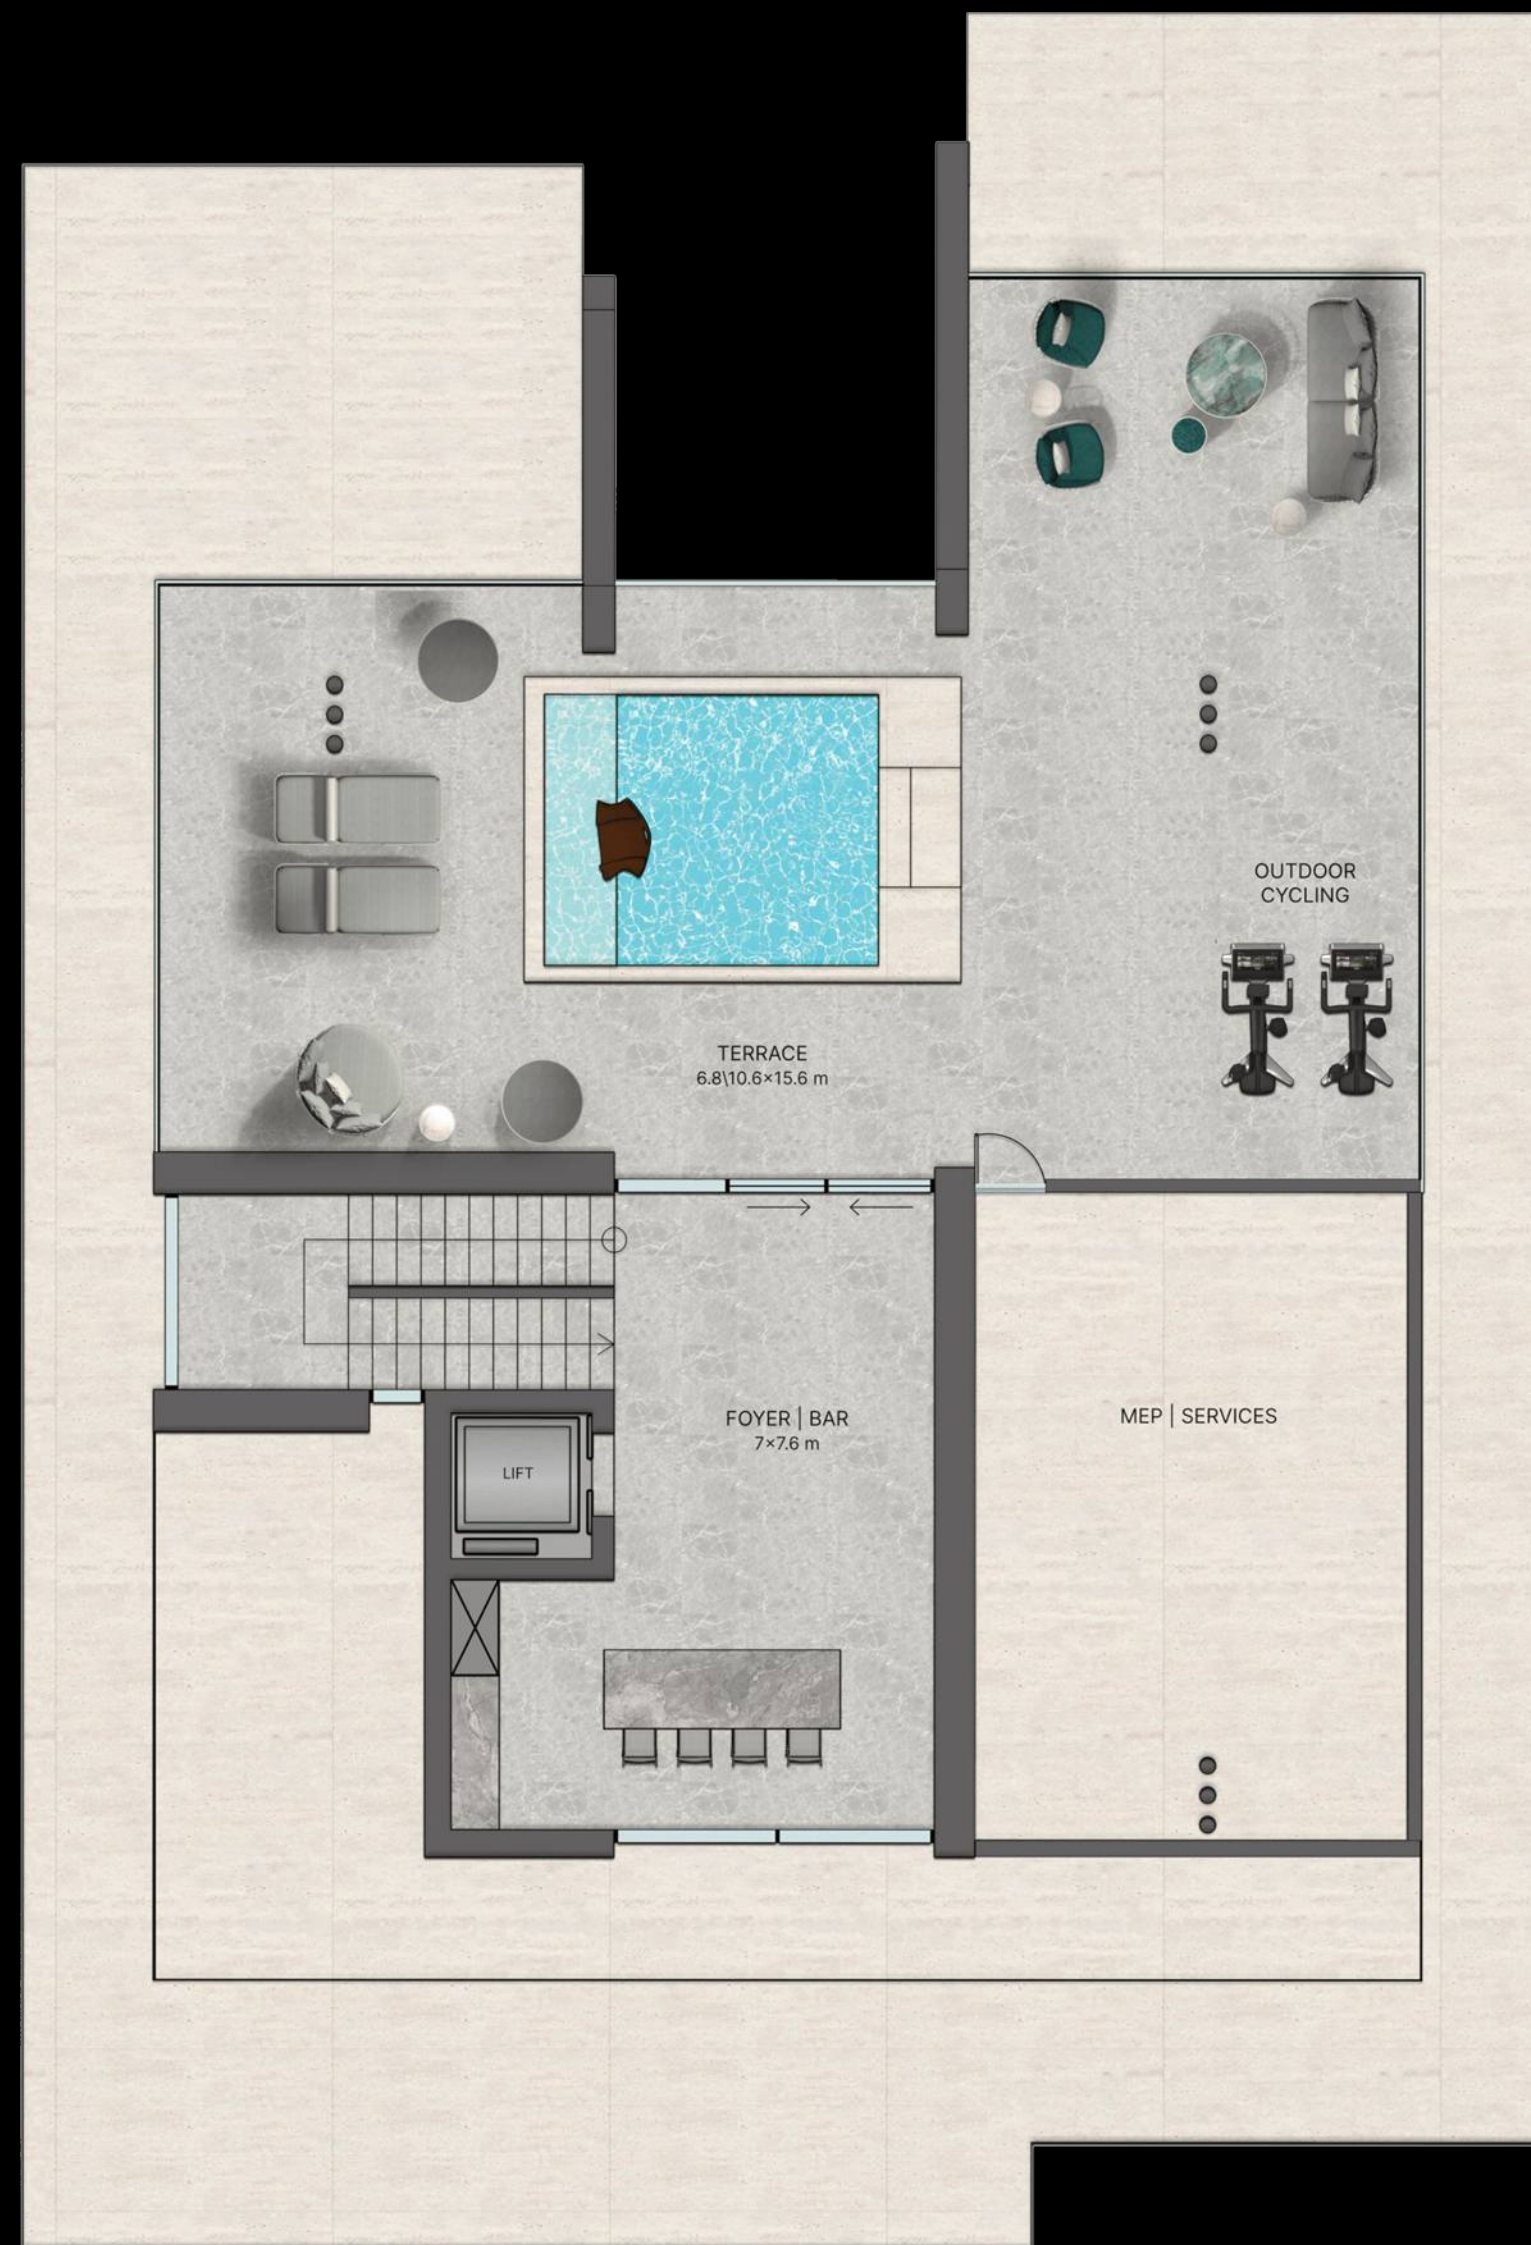 OUTDOOR
CYCLING
TERRACE
6.8\10.6×15.6 m
FOYER | BAR
7×7.6 m
MEP | SERVICES
LIFT